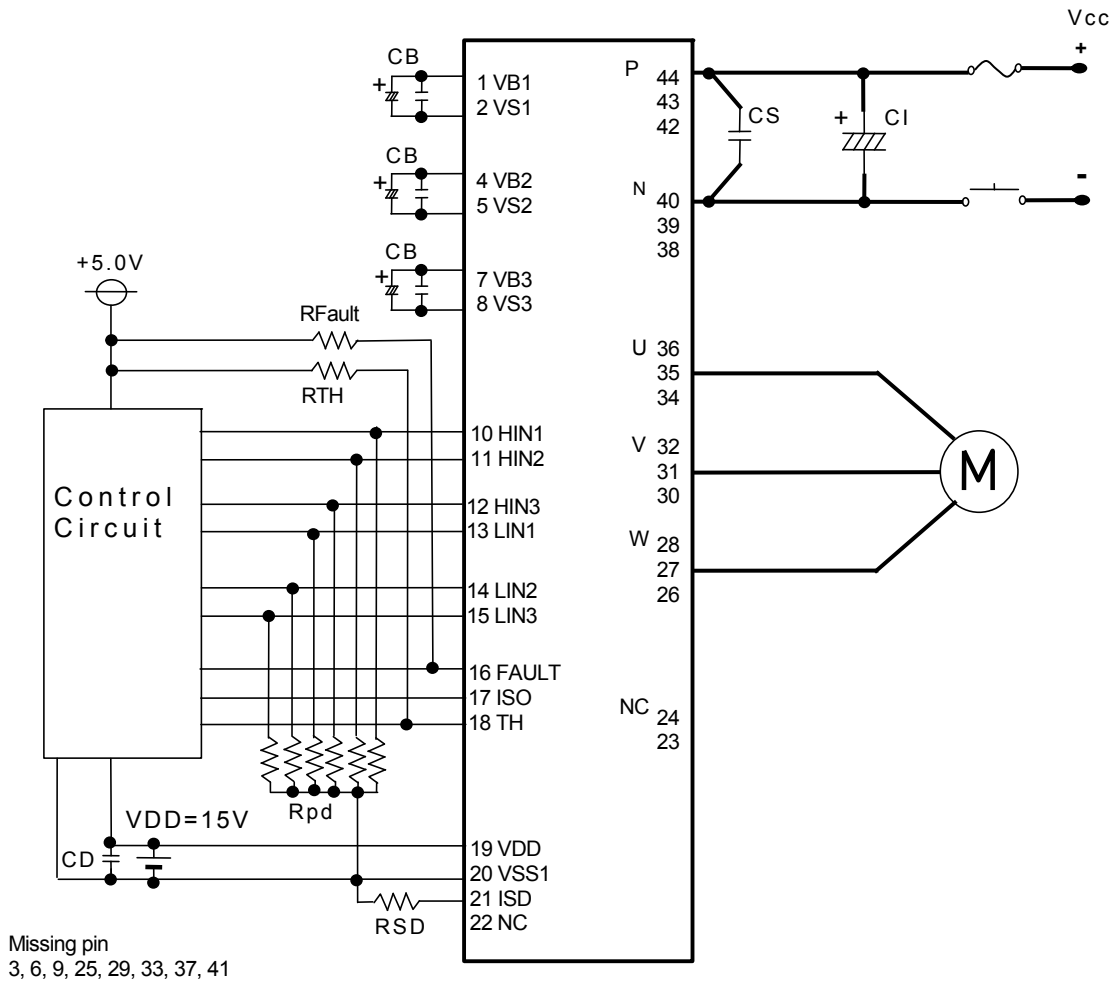 Vcc
+
-
CB
+
1 VB1
2 VS1
CB
+
4 VB2
5 VS2
CB
+
7 VB3
8 VS3
P 44
43
42
CS
+ CI
N 40
39
38
+5.0V
RFault
RTH
U 36
35
34
V 32
31
30
W 28
27
26
M
Control
Circuit
10 HIN1
11 HIN2
12 HIN3
13 LIN1
14 LIN2
15 LIN3
16 FAULT
17 ISO
18 TH
NC 24
23
Rpd
VDD=15V
CD
19 VDD
20 VSS1
21 ISD
22 NC
RSD
Missing pin
3, 6, 9, 25, 29, 33, 37, 41